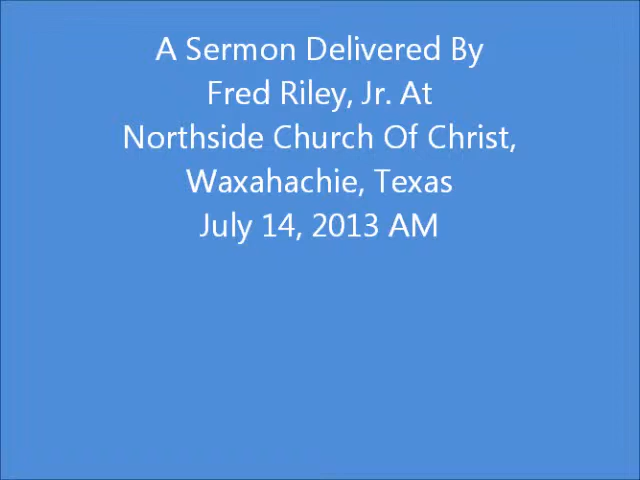 A Sermon Delivered By
Fred Riley, Jr. At
Northside Church Of Christ,
Waxahachie, Texas
July 14, 2013 AM